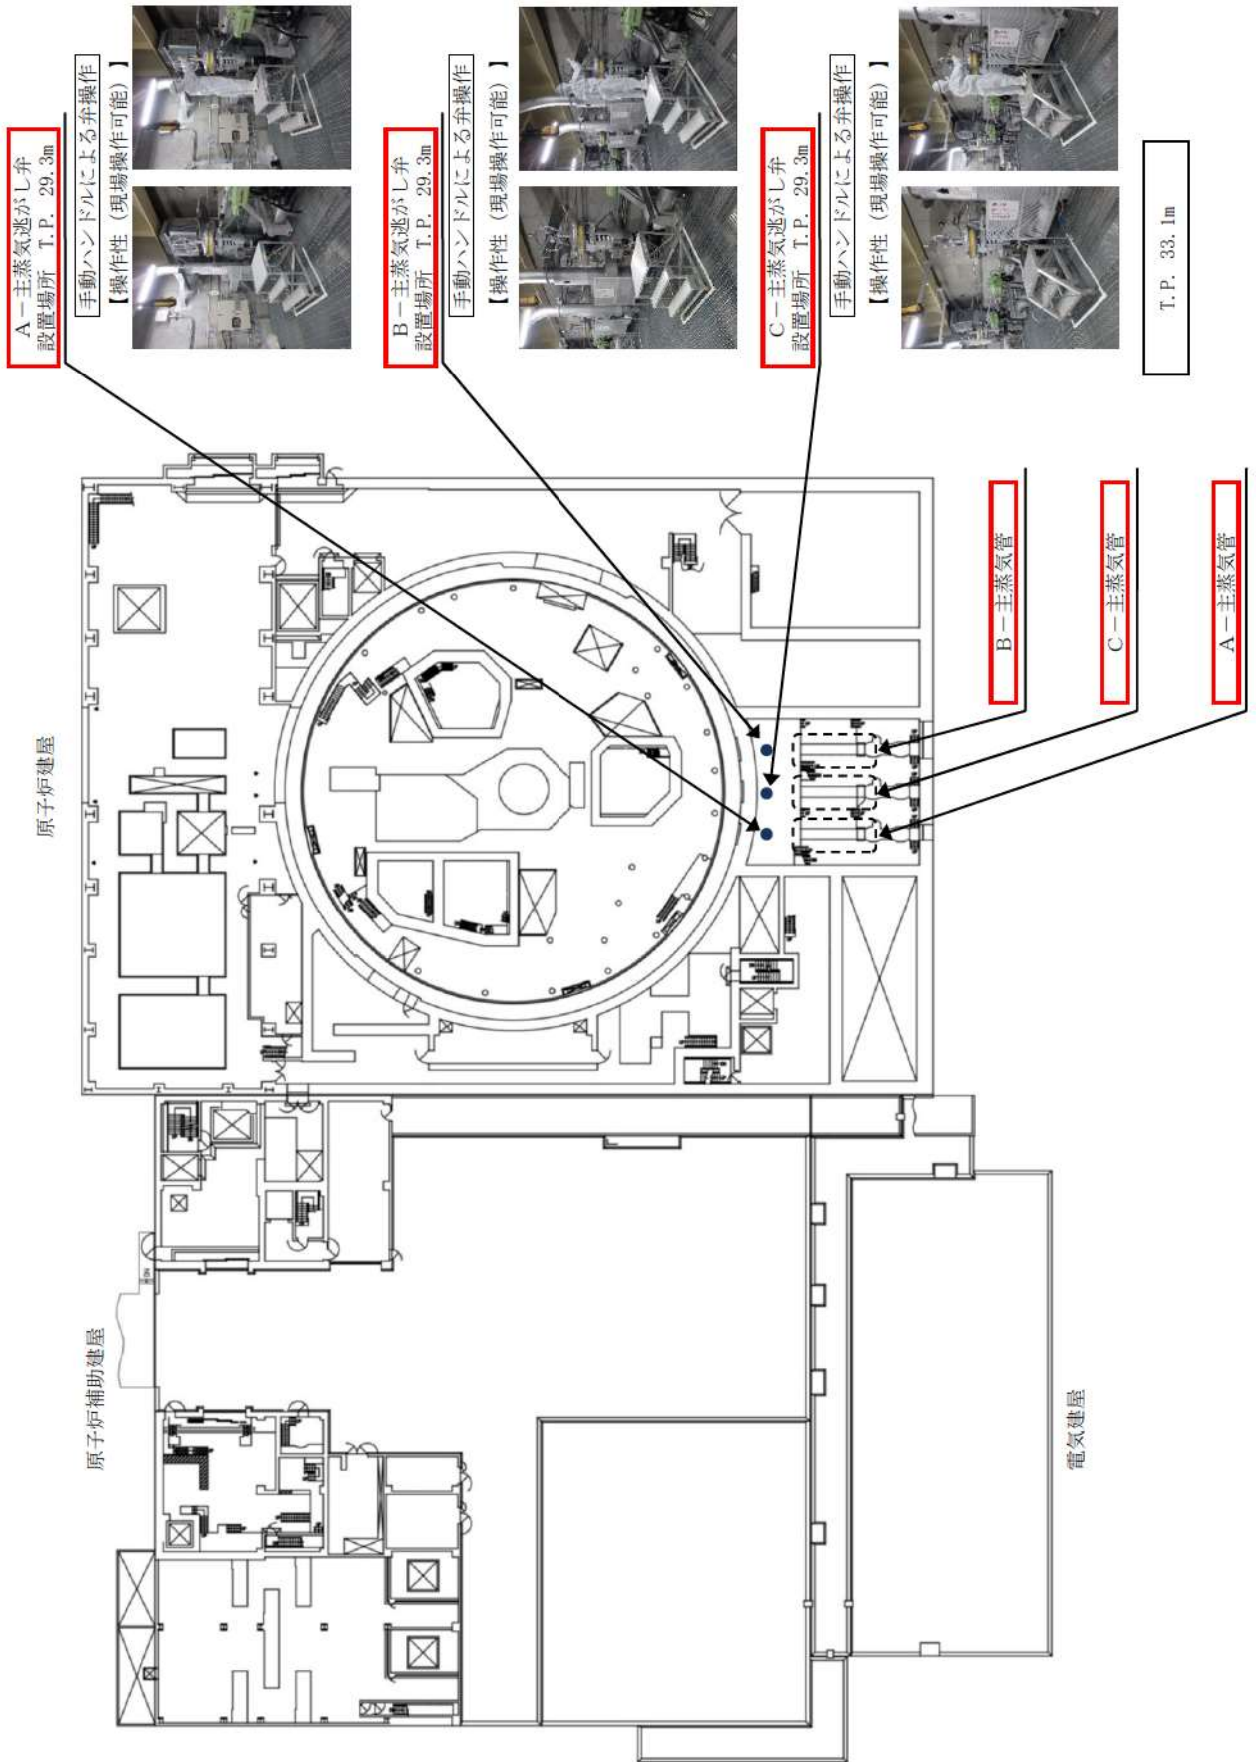 A－主蒸気逃がし弁
設置場所 T.P. 29.3m
手動ハンドルによる弁操作
【操作性（現場操作可能）】
B－主蒸気逃がし弁
設置場所 T.P. 29.3m
手動ハンドルによる弁操作
【操作性（現場操作可能）】
C－主蒸気逃がし弁
設置場所 T.P. 29.3m
手動ハンドルによる弁操作
【操作性（現場操作可能）】
T.P. 33.1m
原子炉建屋
B－主蒸気管
C－主蒸気管
A－主蒸気管
原子炉補助建屋
電気建屋